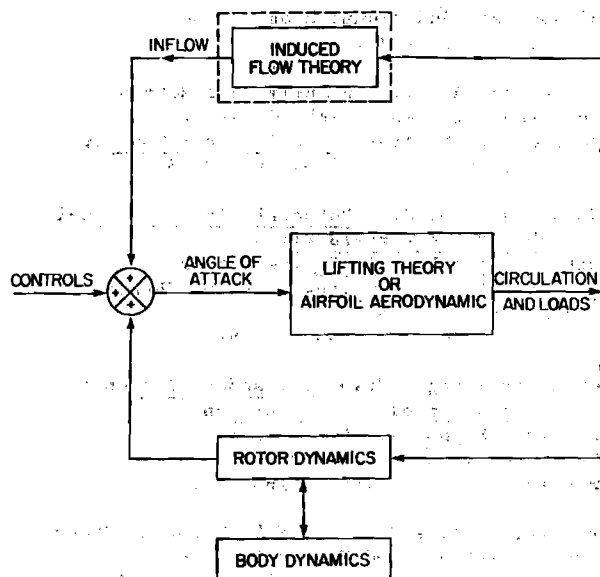 INFLOW
INDUCED
FLOW THEORY
CONTROLS
+
+
+
ANGLE OF
ATTACK
LIFTING THEORY
OR
AIRFOIL AERODYNAMIC
CIRCULATION
AND LOADS
ROTOR DYNAMICS
BODY DYNAMICS